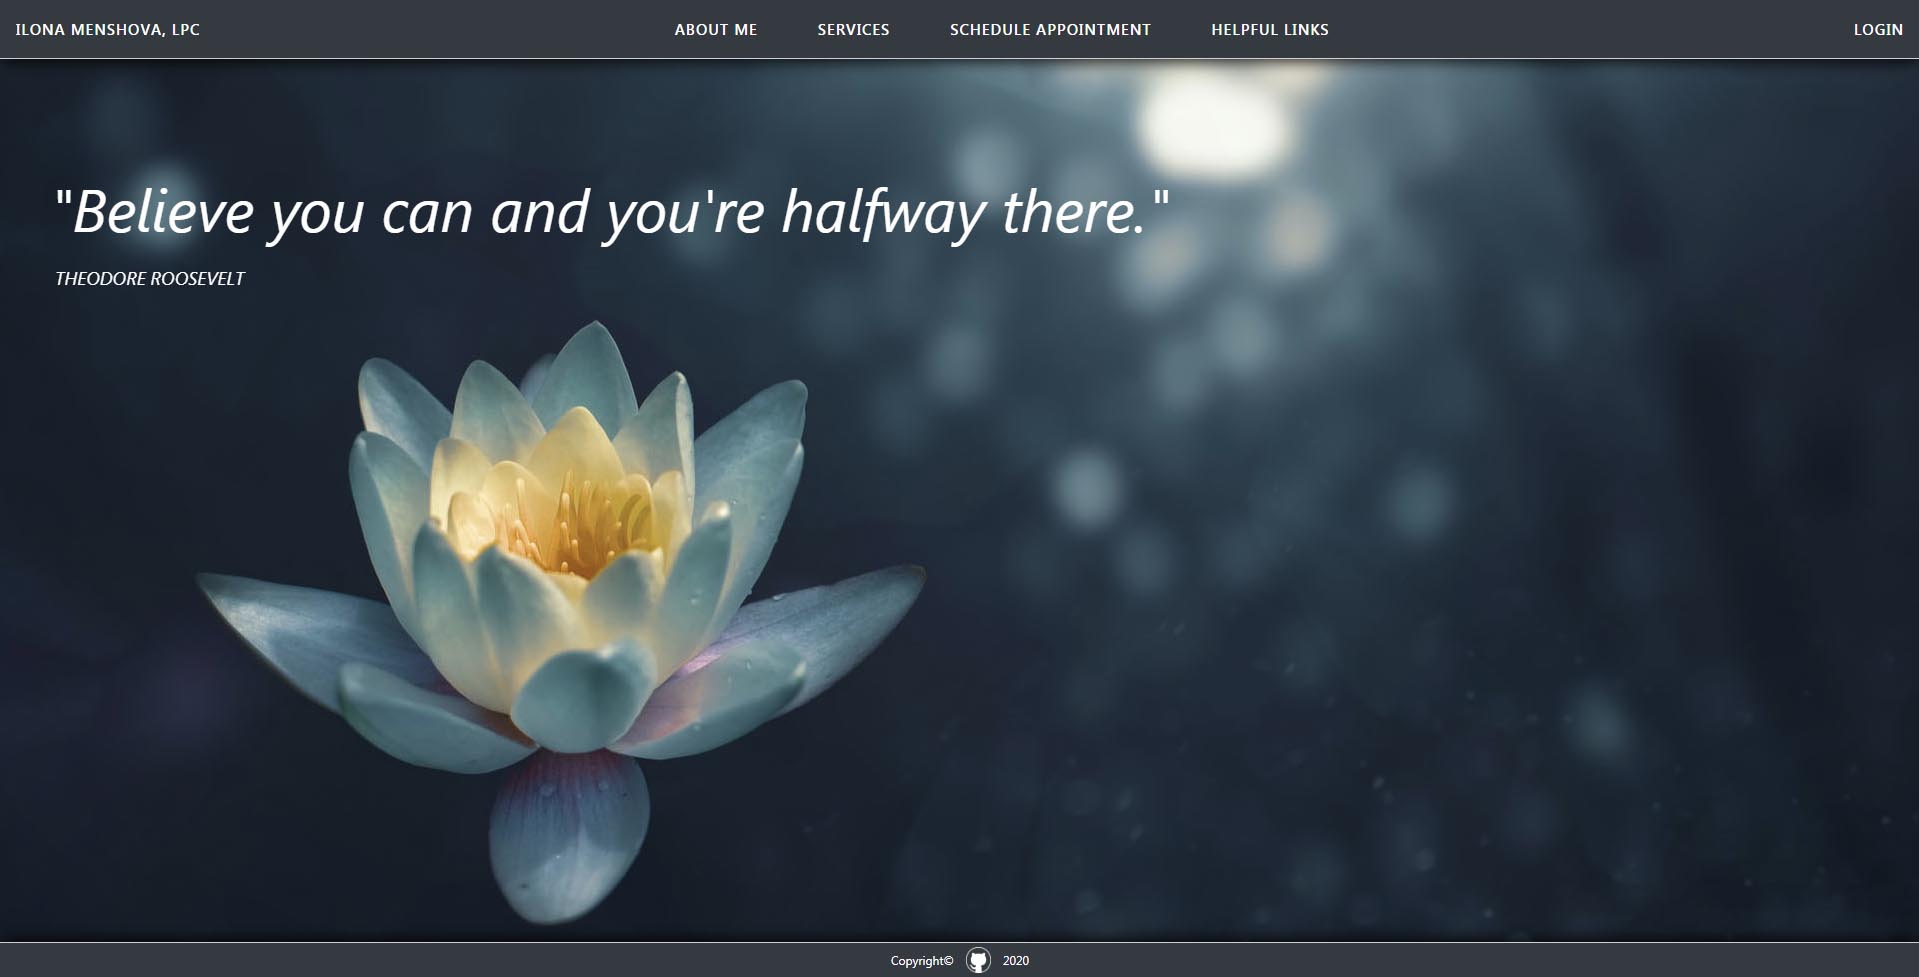 ILONA MENSHOVA, LPC
ABOUT ME
SERVICES
SCHEDULE APPOINTMENT
HELPFUL LINKS
LOGIN
"Believe you can and you're halfway there."
THEODORE ROOSEVELT
Copyright© 2020